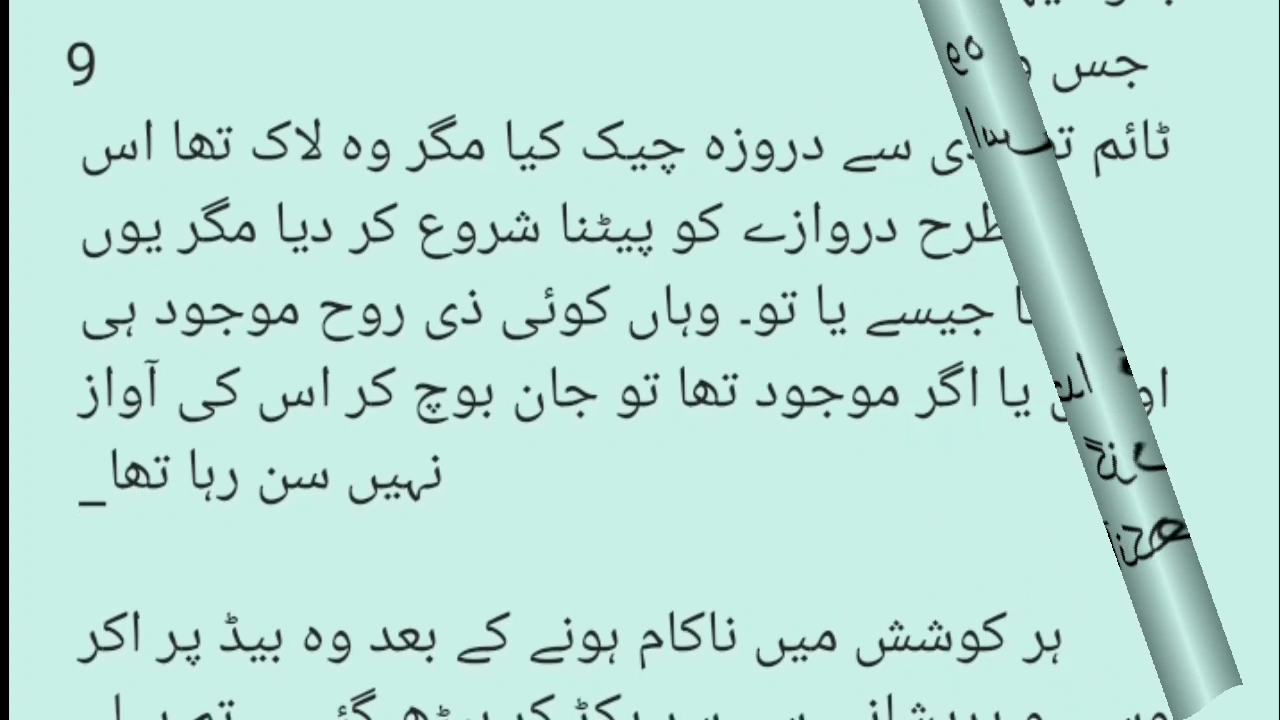 جس
9
ٹائم سے دروزہ چیک کیا مگر وہ لاک تھا اس
طرح دروازے کو پیٹنا شروع کر دیا مگر یوں
جیسے یا تو۔ وہاں کوئی ذی روح موجود ہی
یا اگر موجود تھا تو جان بوچ کر اس کی آواز
نہیں سن رہا تھا_
ہر کوشش میں ناکام ہونے کے بعد وہ بیڈ پر اکر